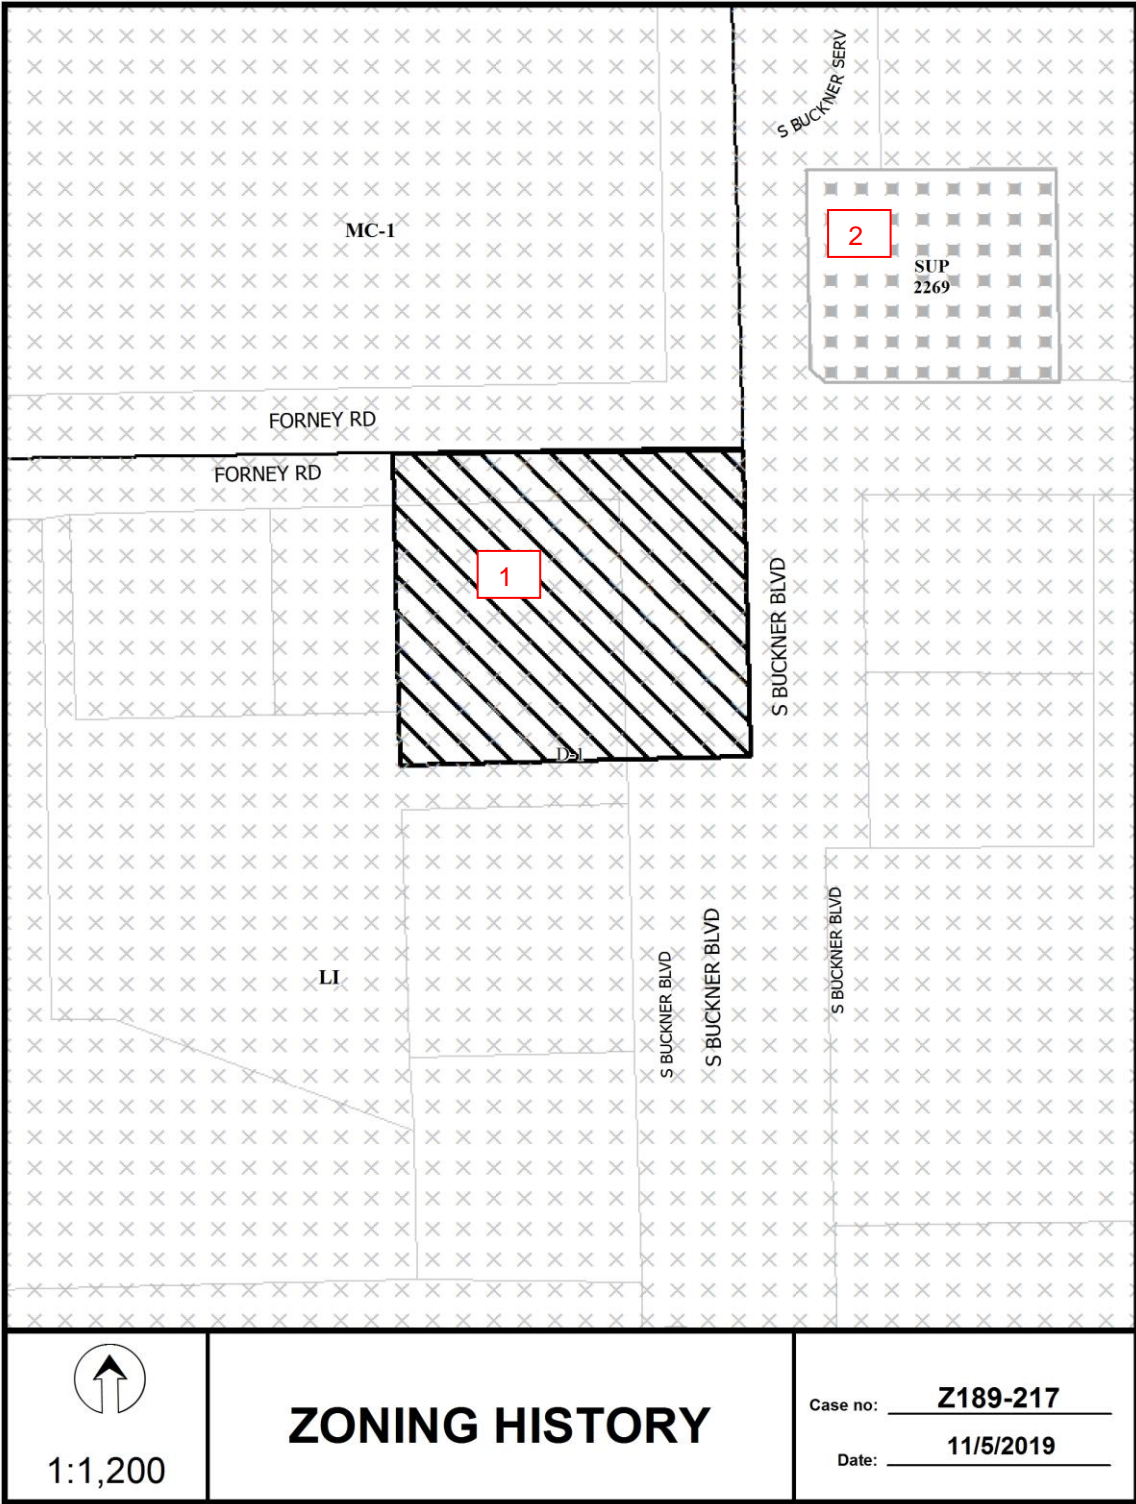 S BUCKNER SERV
MC-1
2
SUP
2269
FORNEY RD
FORNEY RD
1
S BUCKNER BLVD
D-1
S BUCKNER BLVD
S BUCKNER BLVD
S BUCKNER BLVD
LI
1:1,200
ZONING HISTORY
Case no: Z189-217
Date: 11/5/2019